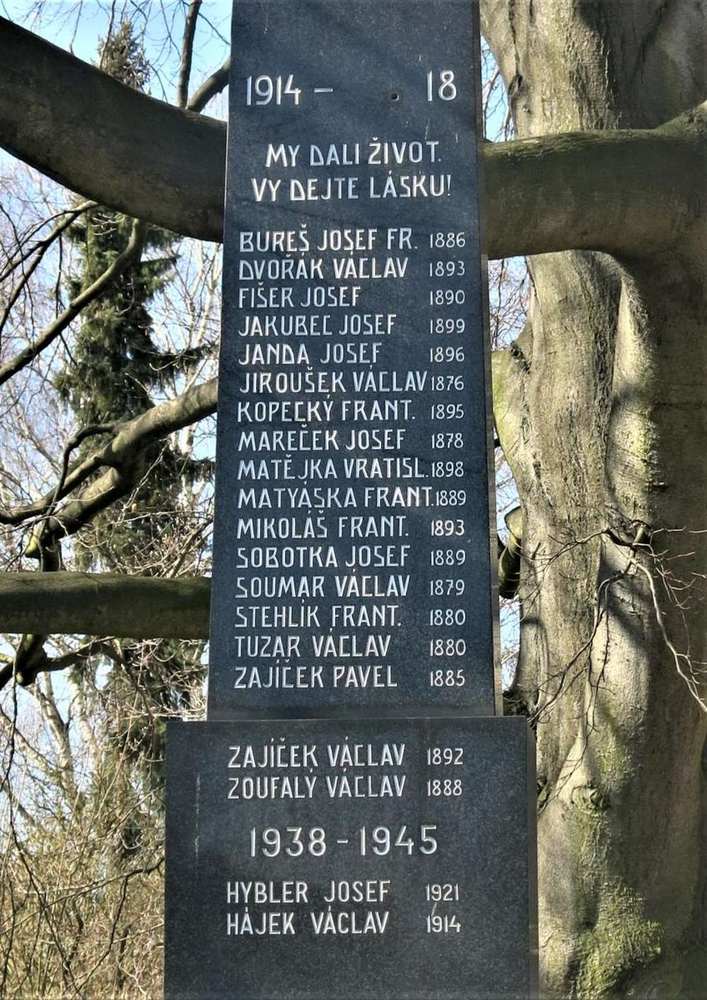 1914 - 18
MY DALI ŽIVOT.
VY DEJTE LÁSKU!
BUREŠ JOSEF FR. 1886
DVOŘÁK VÁCLAV 1893
FIŠER JOSEF 1890
JAKUBEC JOSEF 1899
JANDA JOSEF 1896
JIROUŠEK VÁCLAV 1876
KOPECKÝ FRANT. 1895
MAREČEK JOSEF 1878
MATĚJKA VRATISL. 1898
MATYÁSKA FRANT. 1889
MIKOLÁŠ FRANT. 1893
SOBOTKA JOSEF 1889
SOUMAR VÁCLAV 1879
STEHLÍK FRANT. 1880
TUZAR VÁCLAV 1880
ZAJÍČEK PAVEL 1885
ZAJÍČEK VÁCLAV 1892
ZOUFALÝ VÁCLAV 1888
1938 - 1945
HYBLER JOSEF 1921
HÁJEK VÁCLAV 1914